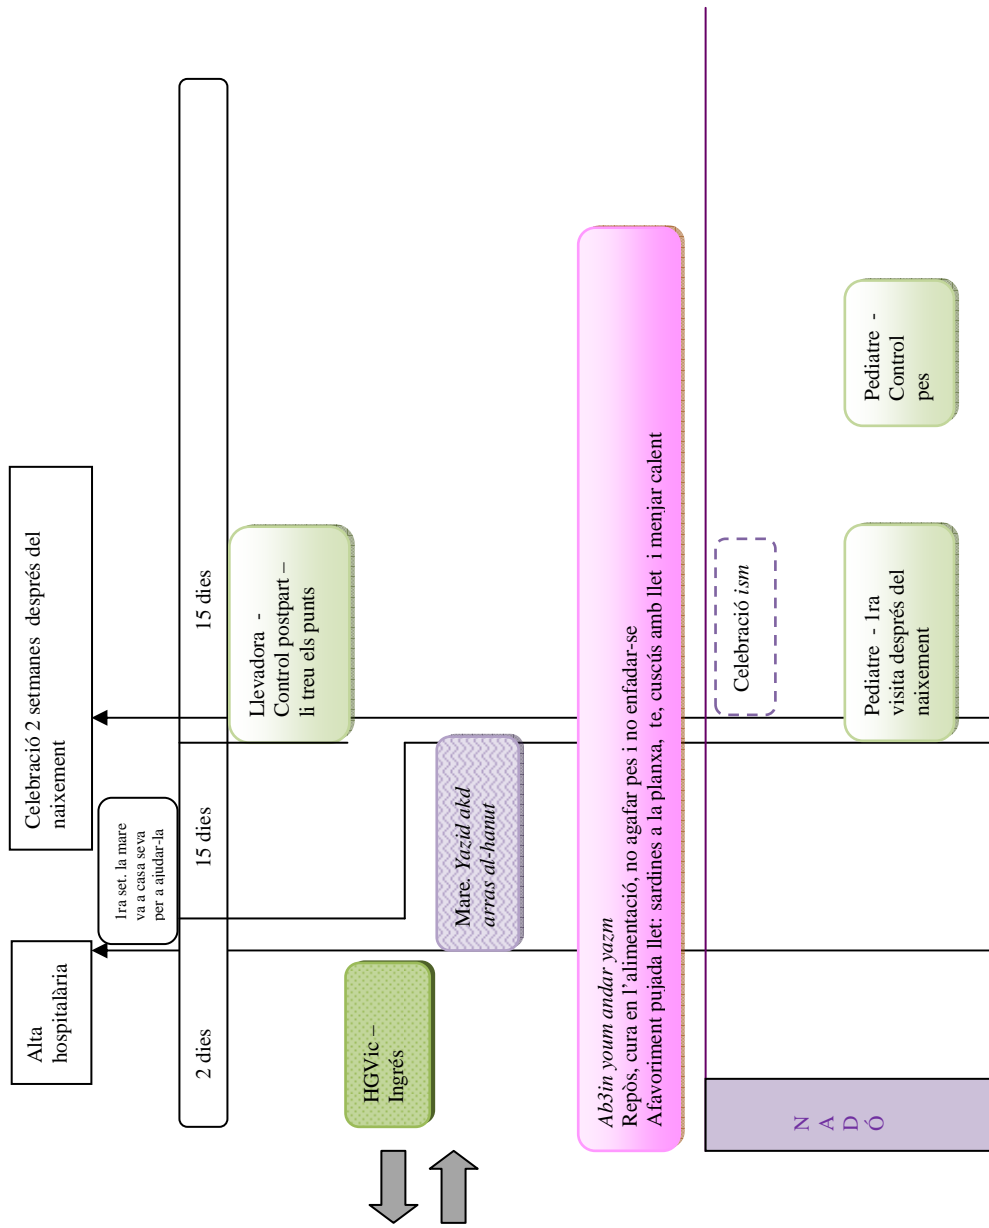 Alta
hospitalària
Celebració 2 setmanes després del
naixement
1ra set. la mare
va a casa seva
per a ajudar-la
2 dies
15 dies
15 dies
Llevadora -
Control postpart –
li treu els punts
HGVic –
Ingrés
Mare. Yazid akd
arras al-hanut
Ab3in youm andar yazm
Repòs, cura en l’alimentació, no agafar pes i no enfadar-se
Afavoriment pujada llet: sardines a la planxa, te, cuscús amb llet i menjar calent
Celebració ism
N
A
D
Ó
Pediatre - 1ra
visita després del
naixement
Pediatre -
Control
pes